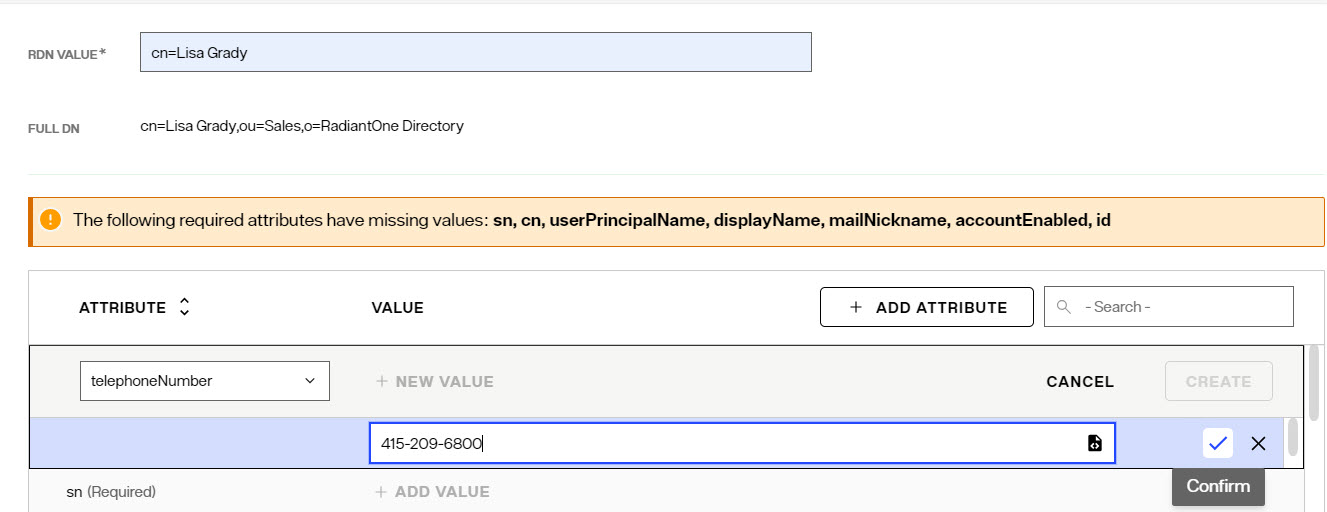 RDN VALUE* cn=Lisa Grady
FULL DN cn=Lisa Grady,ou=Sales,o=RadiantOne Directory
The following required attributes have missing values: sn, cn, userPrincipalName, displayName, mailNickname, accountEnabled, id
ATTRIBUTE VALUE + ADD ATTRIBUTE - Search -
telephoneNumber + NEW VALUE CANCEL CREATE
415-209-6800
sn (Required) + ADD VALUE Confirm